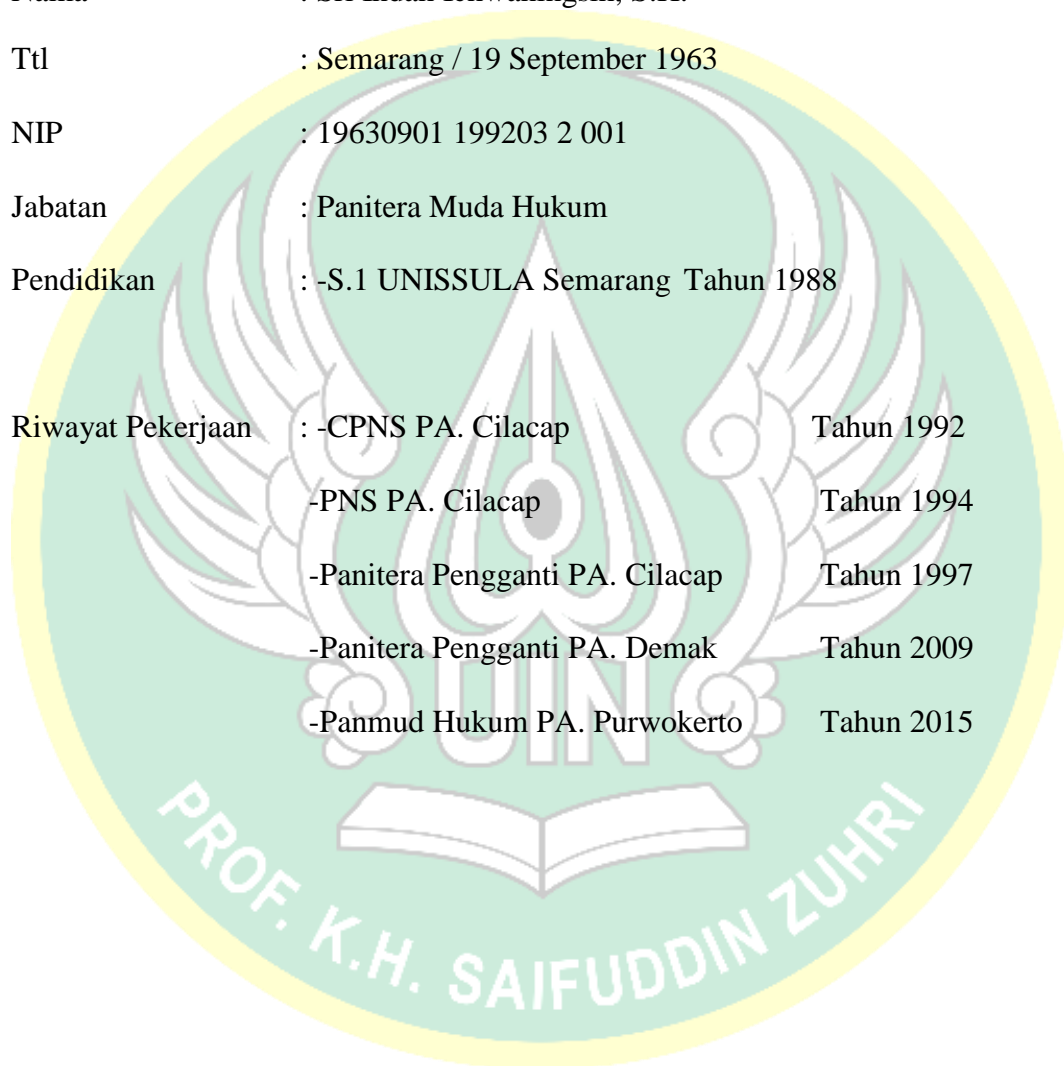 Ttl : Semarang / 19 September 1963
NIP : 19630901 199203 2 001
Jabatan : Panitera Muda Hukum
Pendidikan : -S.1 UNISSULA Semarang Tahun 1988
Riwayat Pekerjaan : -CPNS PA. Cilacap Tahun 1992
-PNS PA. Cilacap Tahun 1994
-Panitera Pengganti PA. Cilacap Tahun 1997
-Panitera Pengganti PA. Demak Tahun 2009
-Panmud Hukum PA. Purwokerto Tahun 2015
UIN
PROF. K.H. SAIFUDDIN ZUHRI